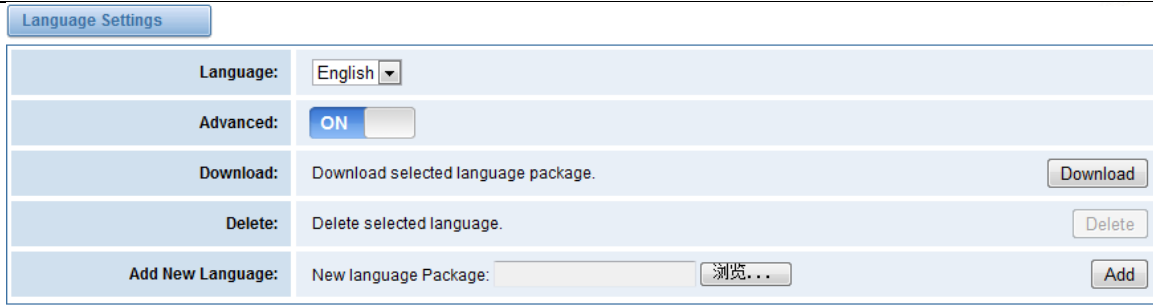 Language Settings
Language: English
Advanced: ON
Download: Download selected language package. Download
Delete: Delete selected language. Delete
Add New Language: New language Package: 浏览... Add